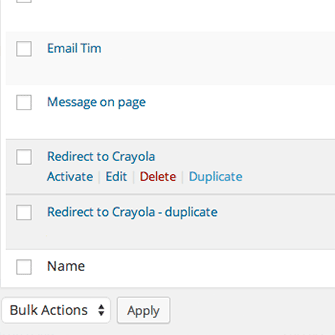 Email Tim
Message on page
Redirect to Crayola
Activate | Edit | Delete | Duplicate
Redirect to Crayola - duplicate
Name
Bulk Actions Apply